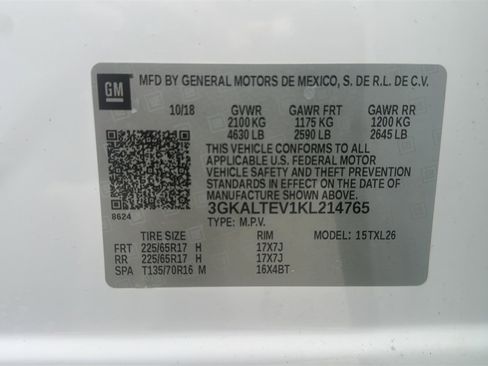 GM
MFD BY GENERAL MOTORS DE MEXICO, S. DE R.L. DE C.V.
10/18 GVWR GAWR FRT GAWR RR
2100 KG 1175 KG 1200 KG
4630 LB 2590 LB 2645 LB
THIS VEHICLE CONFORMS TO ALL
APPLICABLE U.S. FEDERAL MOTOR
VEHICLE SAFETY AND THEFT PREVENTION
STANDARDS IN EFFECT ON THE DATE OF
MANUFACTURE SHOWN ABOVE.
3GKALTEV1KL214765
TYPE: M.P.V.
8624
TIRE SIZE RIM MODEL: 15TXL26
FRT 225/65R17 H 17X7J
RR 225/65R17 H 17X7J
SPA T135/70R16 M 16X4BT